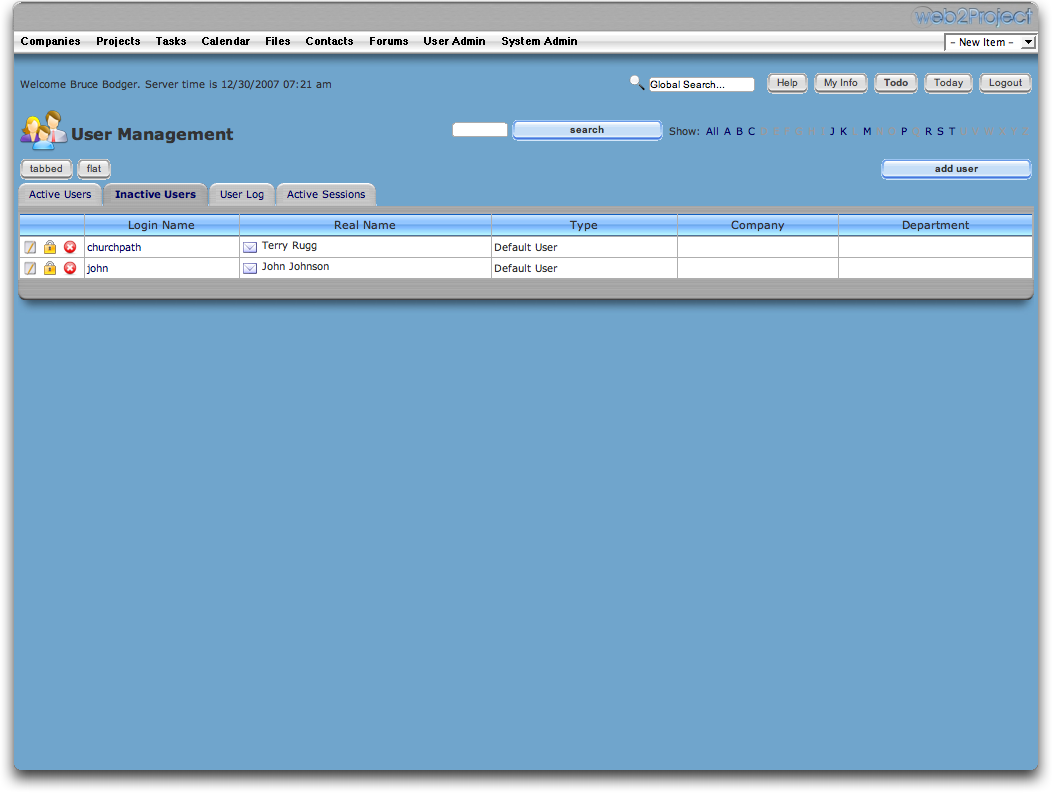 web2Project
Companies Projects Tasks Calendar Files Contacts Forums User Admin System Admin - New Item -
Welcome Bruce Bodger. Server time is 12/30/2007 07:21 am Global Search... Help My Info Todo Today Logout
User Management search Show: All A B C J K M P R S T
tabbed flat add user
Active Users Inactive Users User Log Active Sessions
Login Name Real Name Type Company Department
churchpath Terry Rugg Default User
john John Johnson Default User